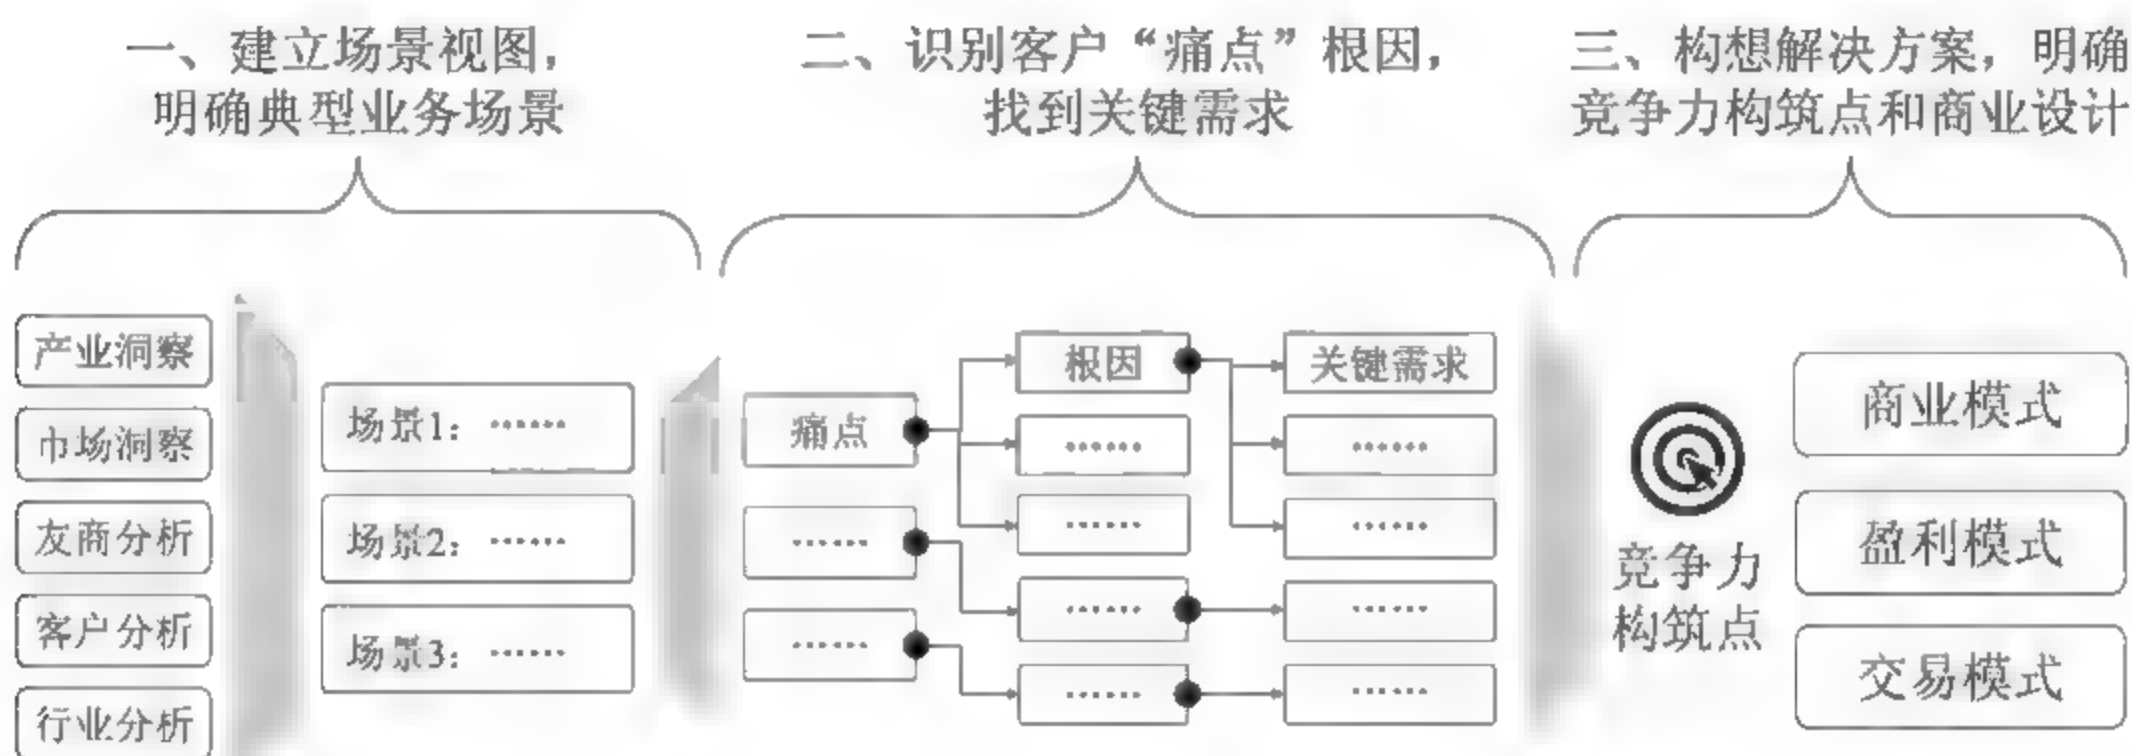 一、建立场景视图，
明确典型业务场景
二、识别客户“痛点”根因，
找到关键需求
三、构想解决方案，明确
竞争力构筑点和商业设计
产业洞察
市场洞察
友商分析
客户分析
行业分析
场景1：……
场景2：……
场景3：……
痛点
……
……
根因
……
……
……
……
关键需求
……
……
……
……
竞争力
构筑点
商业模式
盈利模式
交易模式